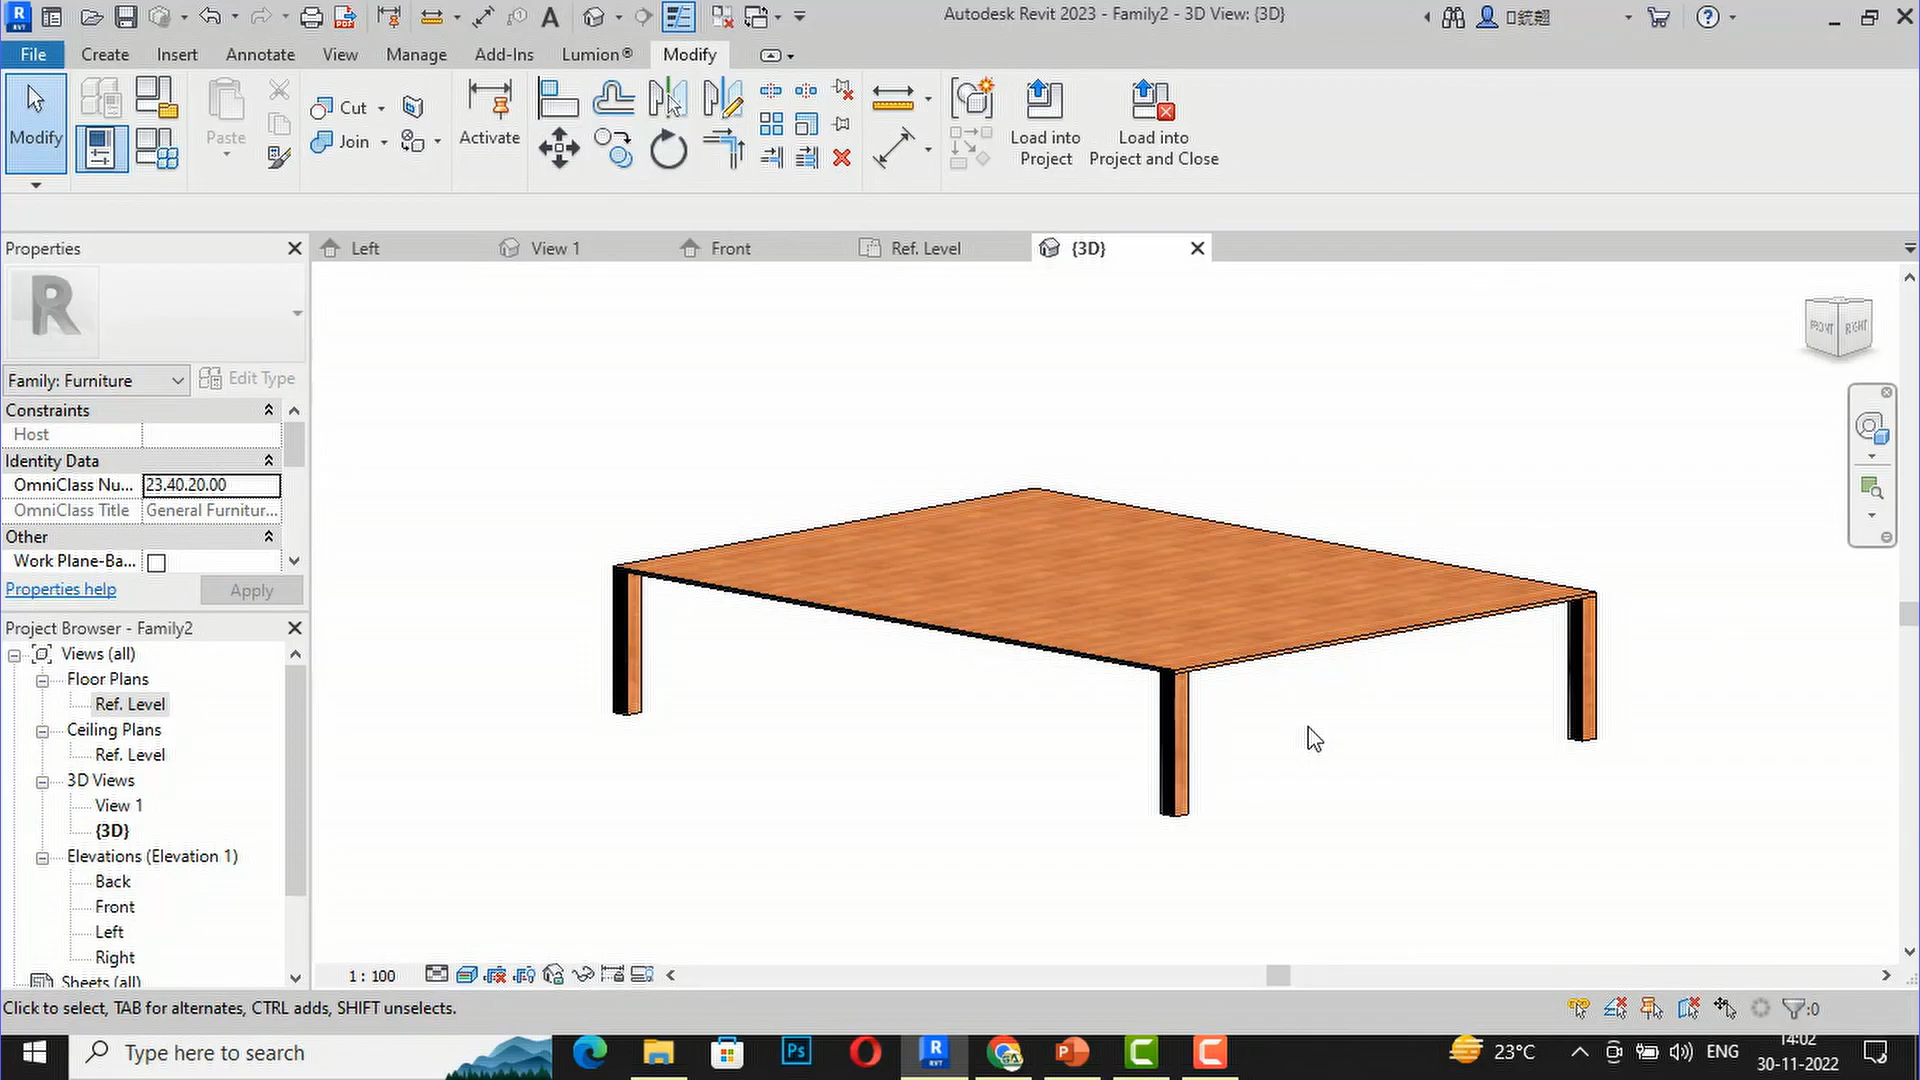 Autodesk Revit 2023 - Family2 - 3D View: {3D}
File Create Insert Annotate View Manage Add-Ins Lumion® Modify
Modify
Paste
Cut
Join
Activate
Load into
Project
Load into
Project and Close
Properties
Left
View 1
Front
Ref. Level
{3D}
R
FRONT RIGHT
Family: Furniture
Edit Type
Constraints
Host
Identity Data
OmniClass Nu... 23.40.20.00
OmniClass Title General Furnitur...
Other
Work Plane-Ba...
Properties help
Apply
Project Browser - Family2
Views (all)
Floor Plans
Ref. Level
Ceiling Plans
Ref. Level
3D Views
View 1
{3D}
Elevations (Elevation 1)
Back
Front
Left
Right
Sheets (all)
1 : 100
Click to select, TAB for alternates, CTRL adds, SHIFT unselects.
:0
Type here to search
Ps
23°C
ENG
14:02
30-11-2022